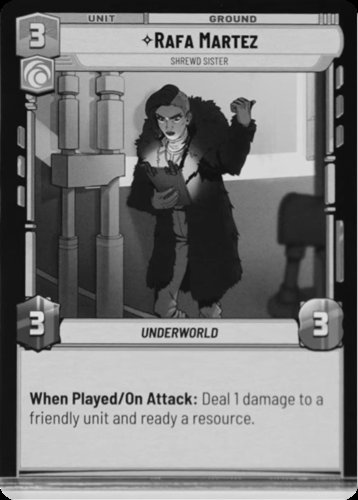 UNIT GROUND
3
✧RAFA MARTEZ
SHREWD SISTER
3
UNDERWORLD
3
When Played/On Attack: Deal 1 damage to a
friendly unit and ready a resource.